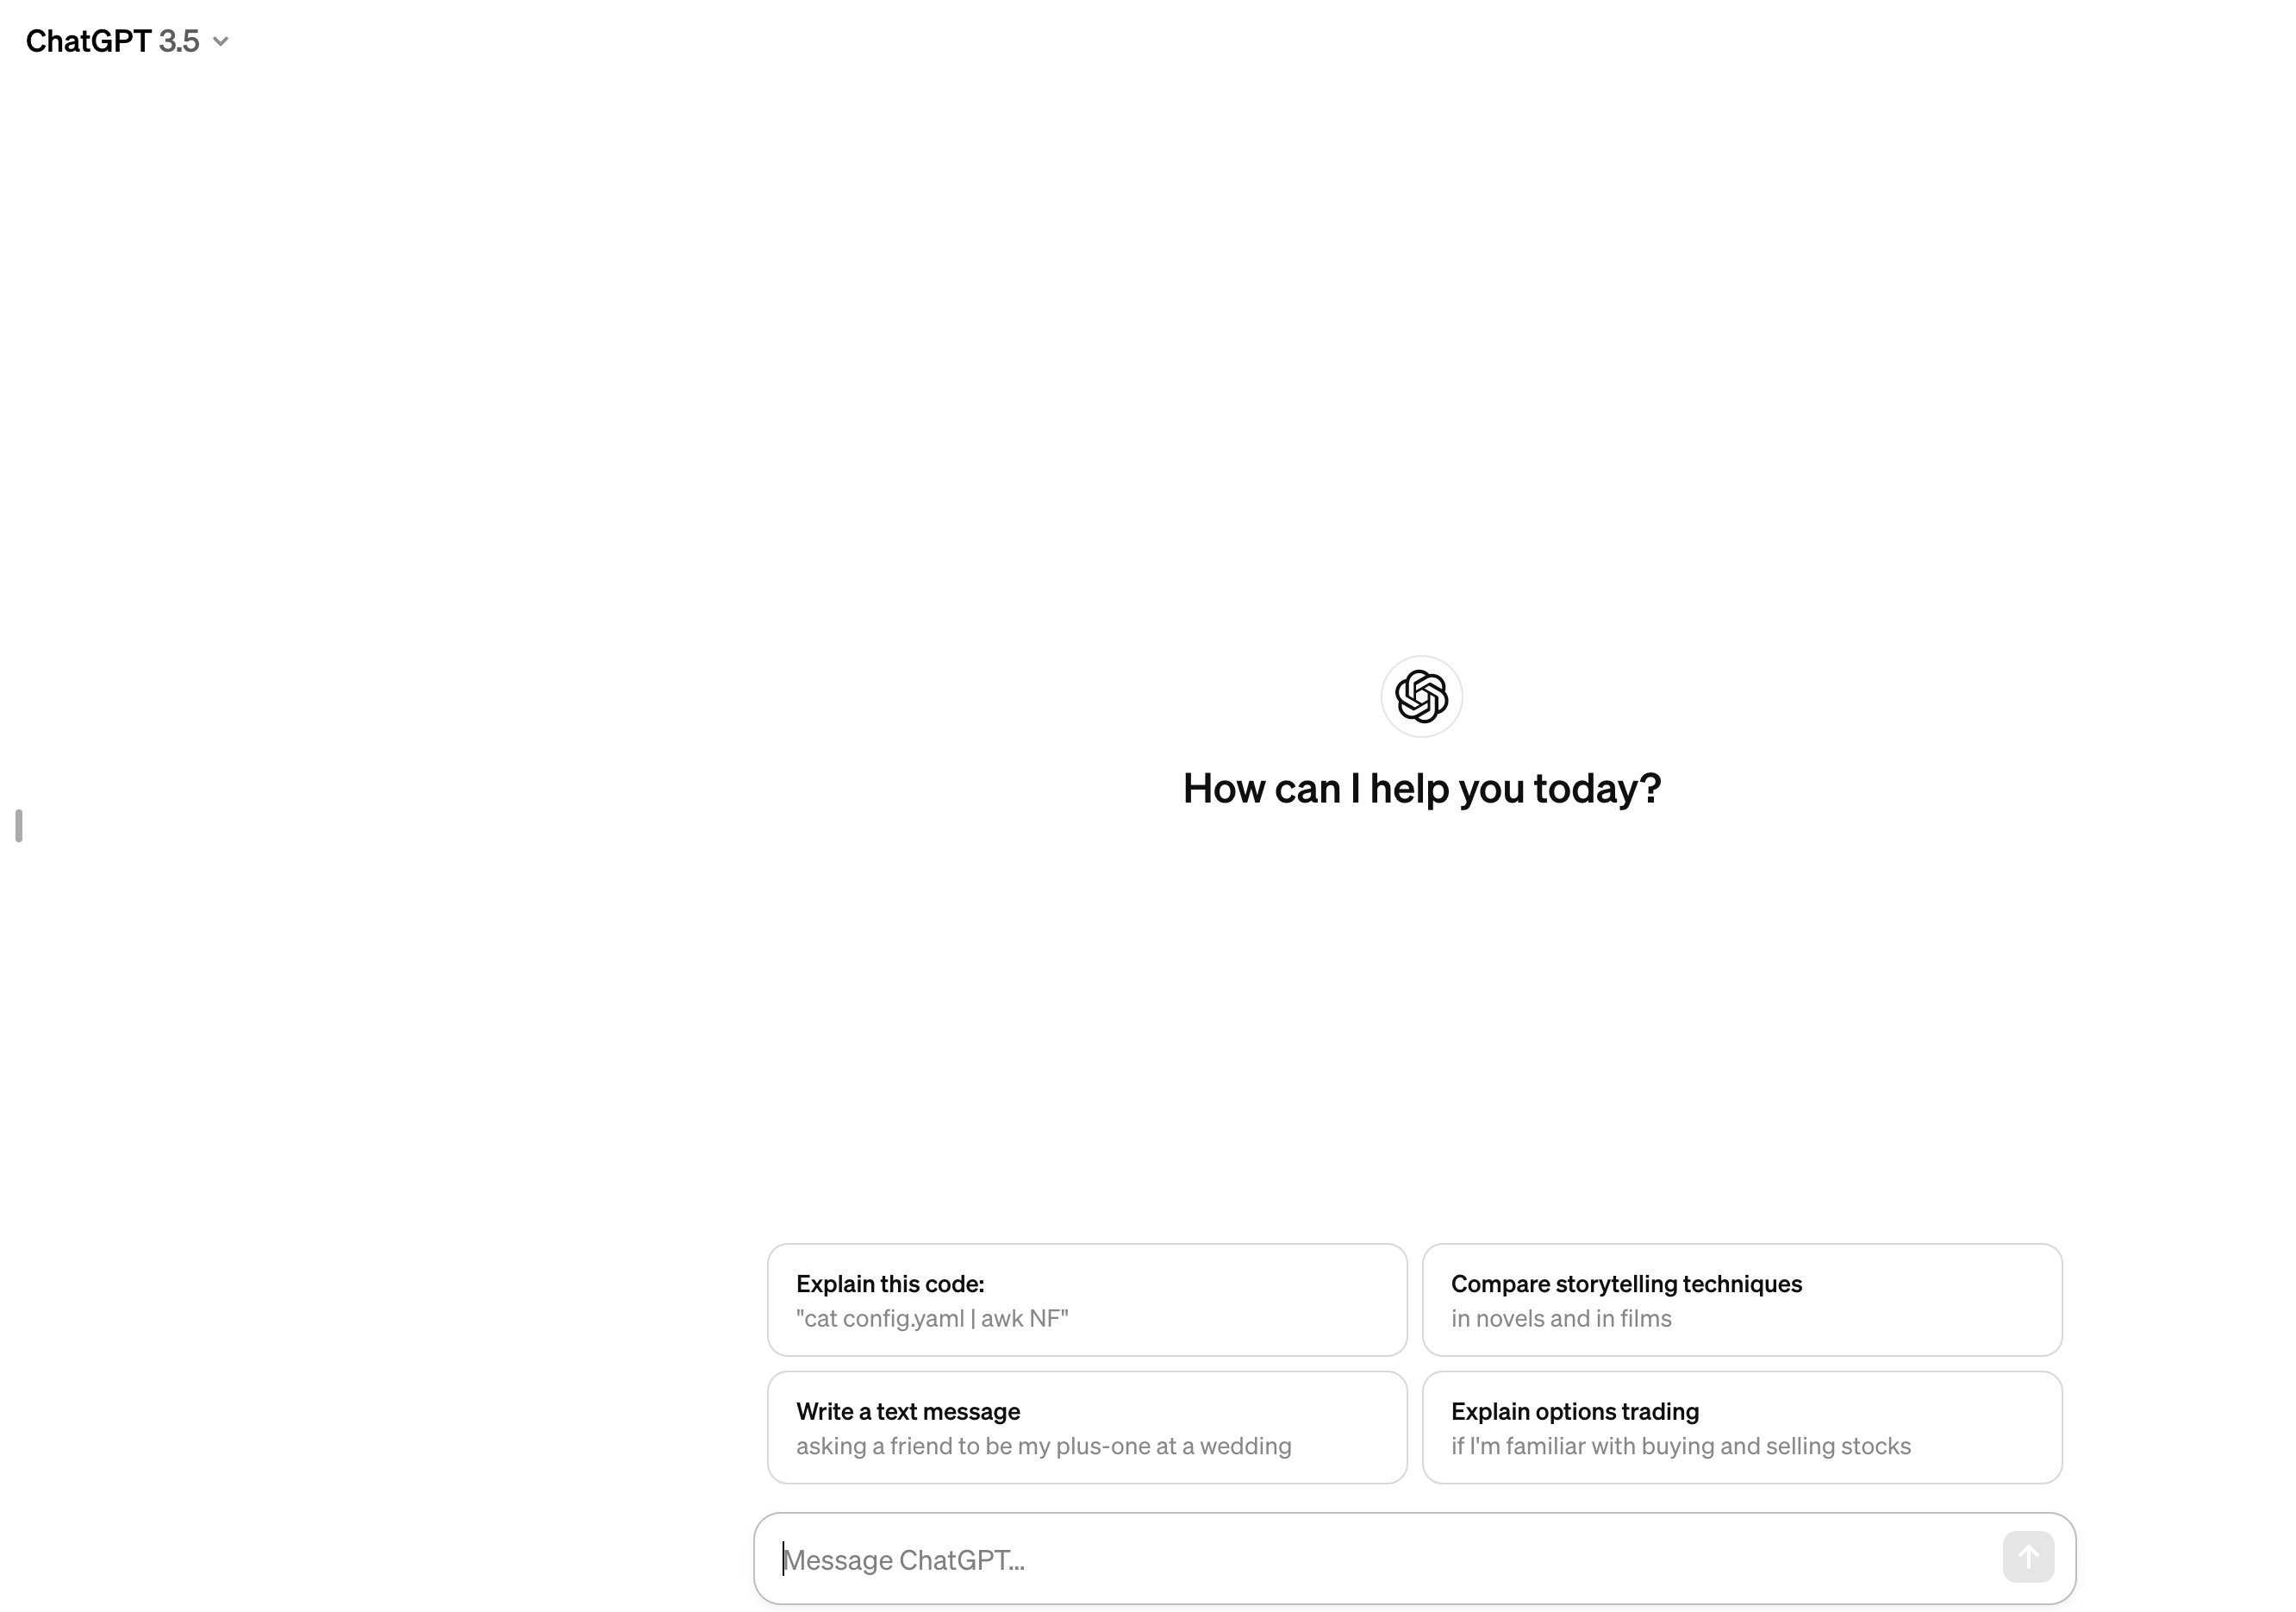 ChatGPT 3.5
How can I help you today?
Explain this code:
"cat config.yaml | awk NF"
Compare storytelling techniques
in novels and in films
Write a text message
asking a friend to be my plus-one at a wedding
Explain options trading
if I'm familiar with buying and selling stocks
Message ChatGPT...